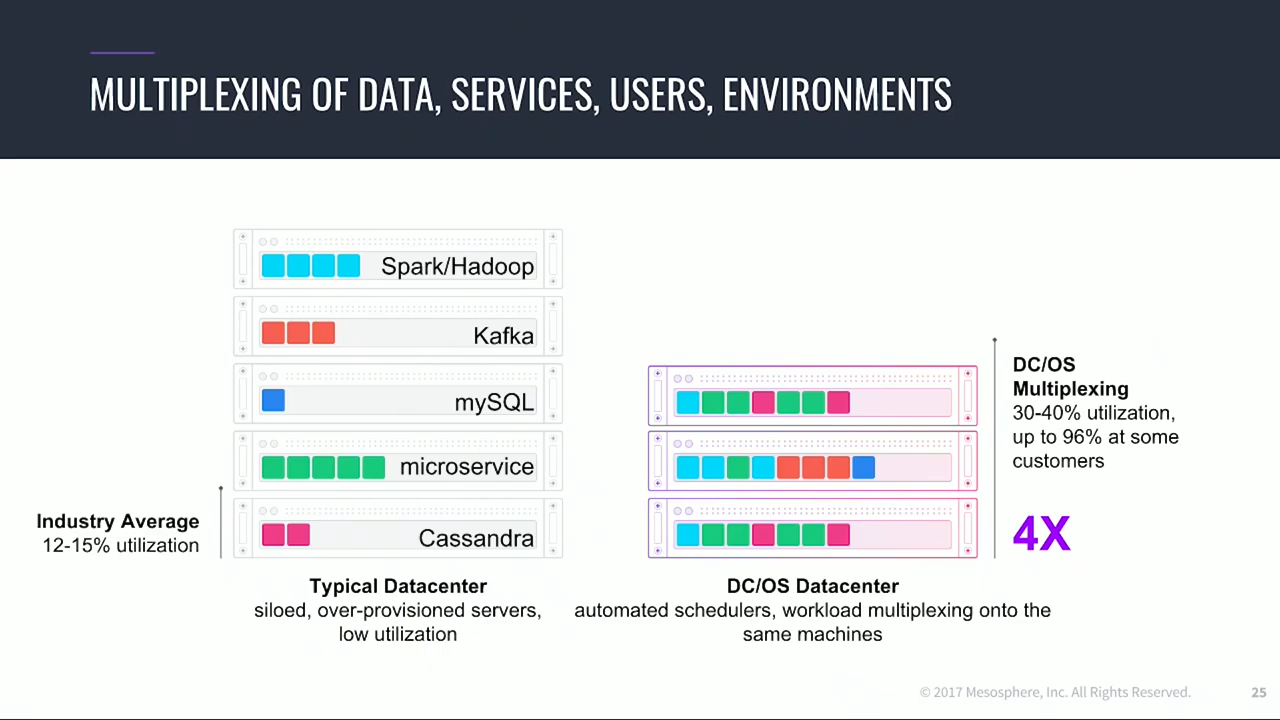 MULTIPLEXING OF DATA, SERVICES, USERS, ENVIRONMENTS
Spark/Hadoop
Kafka
mySQL
microservice
Cassandra
Industry Average
12-15% utilization
Typical Datacenter
siloed, over-provisioned servers,
low utilization
DC/OS
Multiplexing
30-40% utilization,
up to 96% at some
customers
4X
DC/OS Datacenter
automated schedulers, workload multiplexing onto the
same machines
© 2017 Mesosphere, Inc. All Rights Reserved.
25